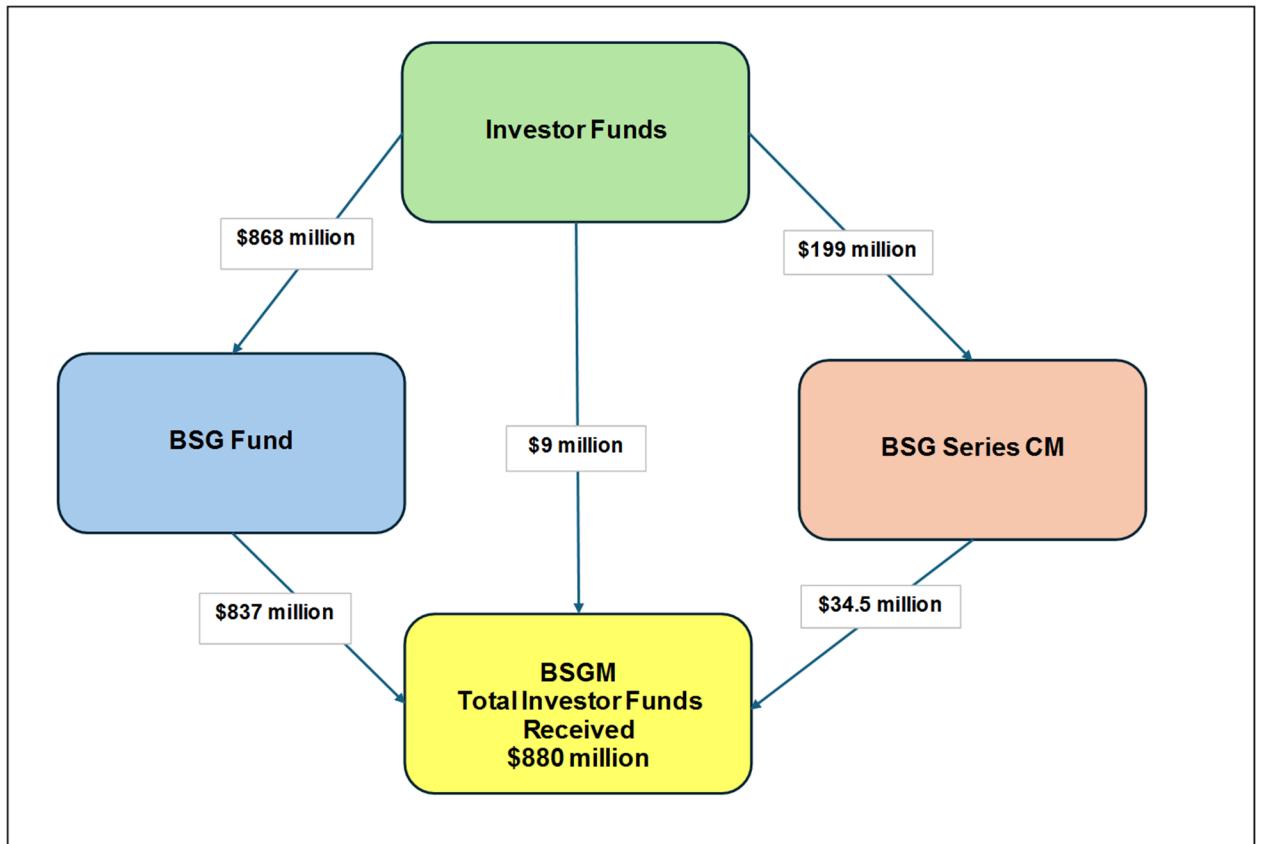 Investor Funds
$868 million
$199 million
BSG Fund
$9 million
BSG Series CM
$837 million
$34.5 million
BSGM
Total Investor Funds
Received
$880 million